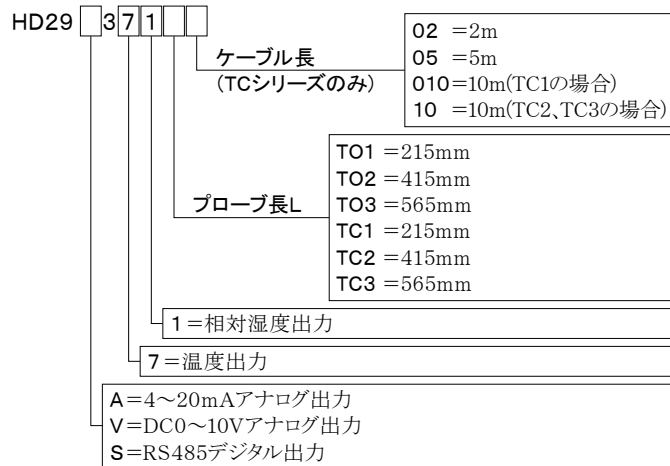 HD29 371
ケーブル長
(TCシリーズのみ)
02 =2m
05 =5m
010=10m(TC1の場合)
10 =10m(TC2、TC3の場合)
プローブ長L
TO1 =215mm
TO2 =415mm
TO3 =565mm
TC1 =215mm
TC2 =415mm
TC3 =565mm
1=相対湿度出力
7=温度出力
A=4～20mAアナログ出力
V=DC0～10Vアナログ出力
S=RS485デジタル出力